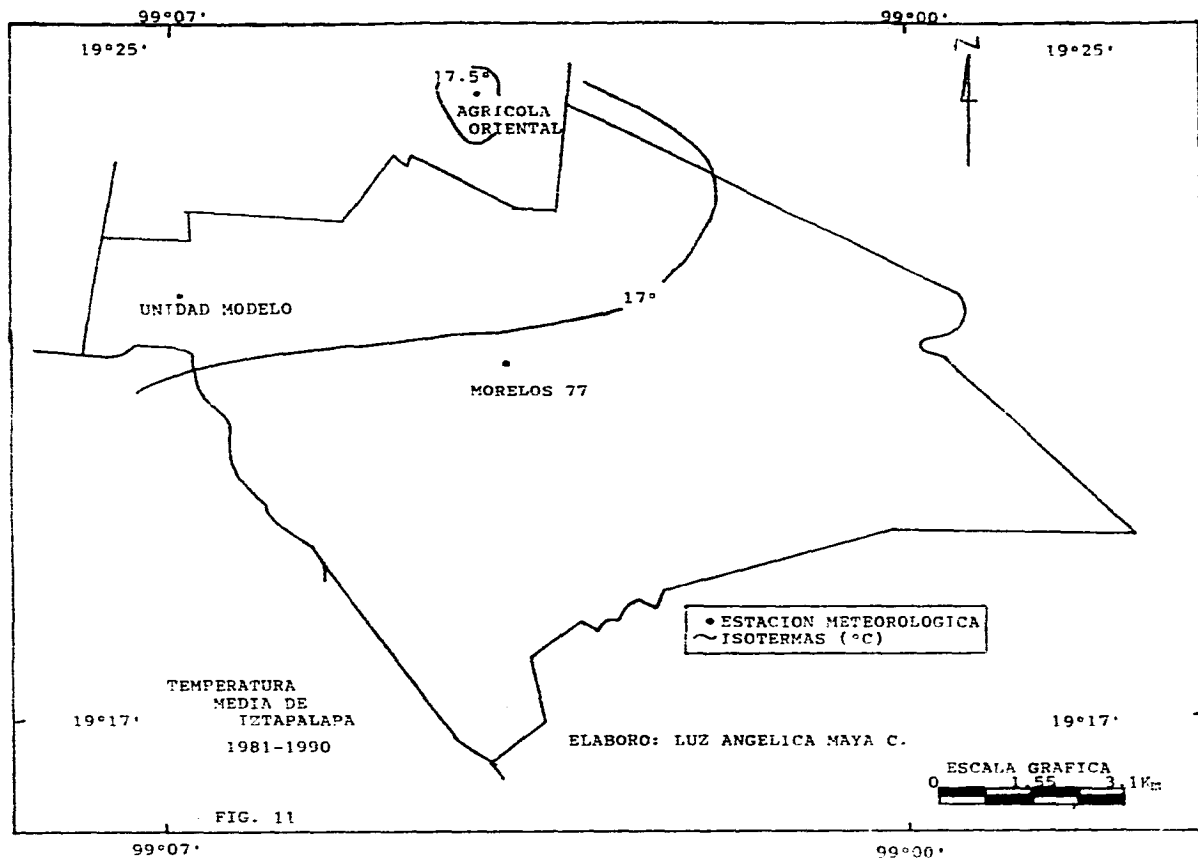 99°07'
99°00'
19°25'
19°25'
N
17.5°
AGRICOLA
ORIENTAL
UNIDAD MODELO
17°
MORELOS 77
• ESTACION METEOROLOGICA
~ ISOTERMAS (°C)
TEMPERATURA
MEDIA DE
IZTAPALAPA
1981-1990
19°17'
19°17'
ELABORO: LUZ ANGELICA MAYA C.
ESCALA GRAFICA
0 1.55 3.1Km
FIG. 11
99°07'
99°00'